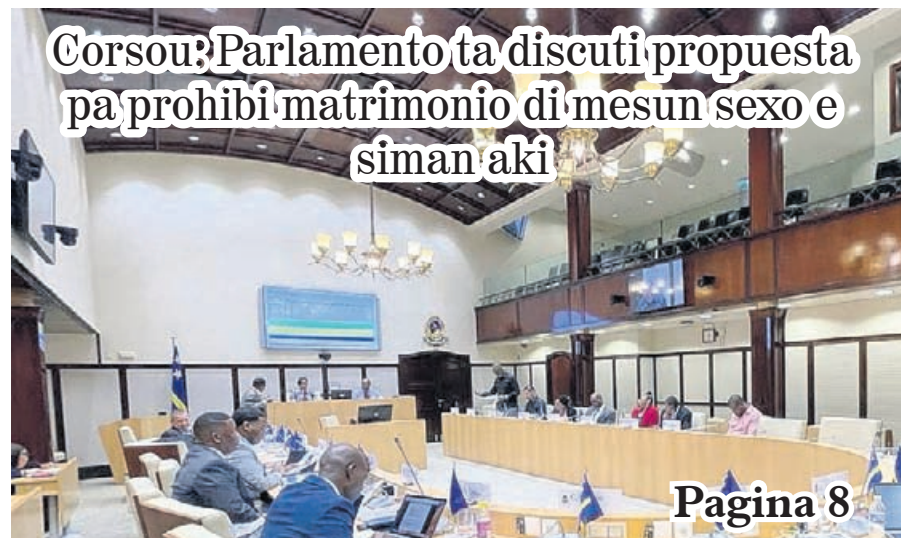 Corsou: Parlamento ta discuti propuesta
pa prohibi matrimonio di mesun sexo e
siman aki
Pagina 8